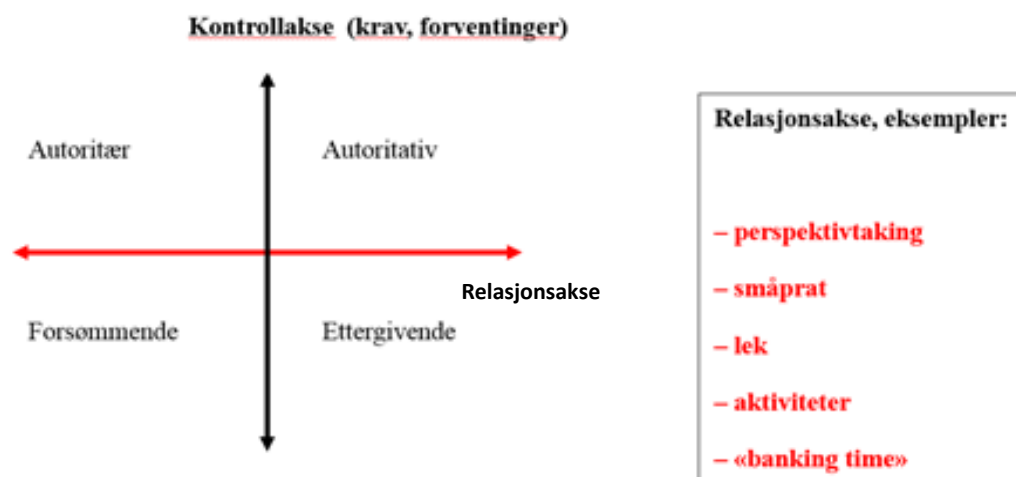 Kontrollakse (krav, forventinger)
Autoritær
Autoritativ
Relasjonsakse
Forsømmende
Ettergivende
Relasjonsakse, eksempler:
– perspektivtaking
– småprat
– lek
– aktiviteter
– «banking time»